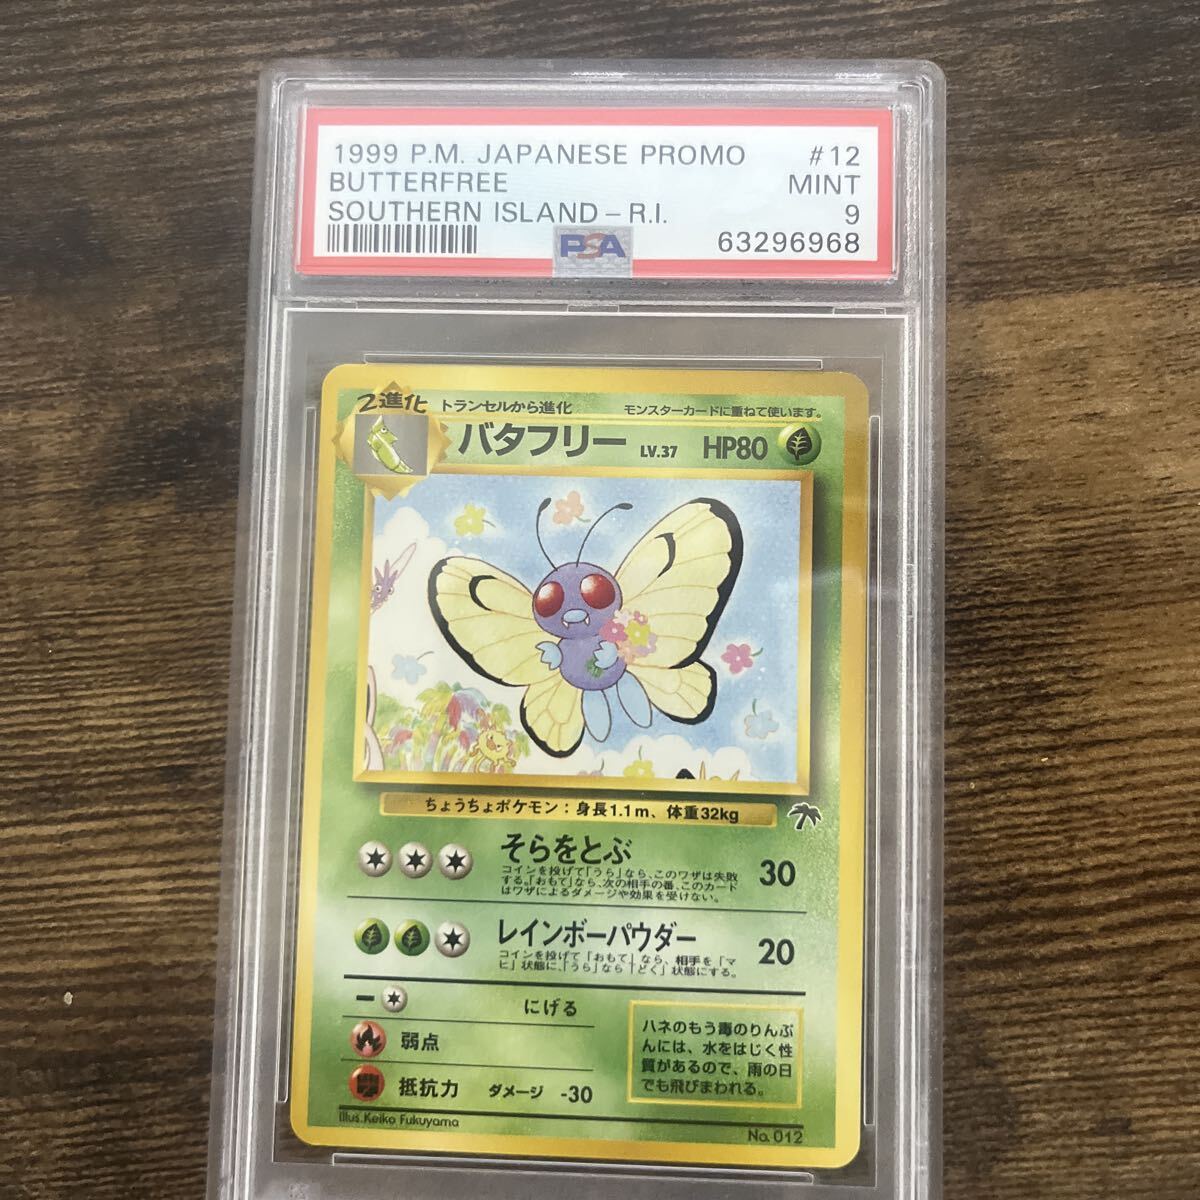 1999 P.M. JAPANESE PROMO #12
BUTTERFREE MINT
SOUTHERN ISLAND-R.I. 9
PSA 63296968
2進化 トランセルから進化 モンスターカードに重ねて使います。
バタフリー LV.37 HP80
ちょうちょポケモン：身長1.1m、体重32kg
そらをとぶ 30
コインを投げて「うら」なら、このワザは失敗
する。「おもて」なら、次の相手の番、このカード
はワザによるダメージや効果を受けない。
レインボーパウダー 20
コインを投げて「おもて」なら、相手を「マ
ヒ」状態に、「うら」なら「どく」状態にする。
にげる
弱点
抵抗力 ダメージ -30
ハネのもう毒のりんぷ
んには、水をはじく性
質があるので、雨の日
でも飛びまわれる。
Illus.Keiko Fukuyama
No.012